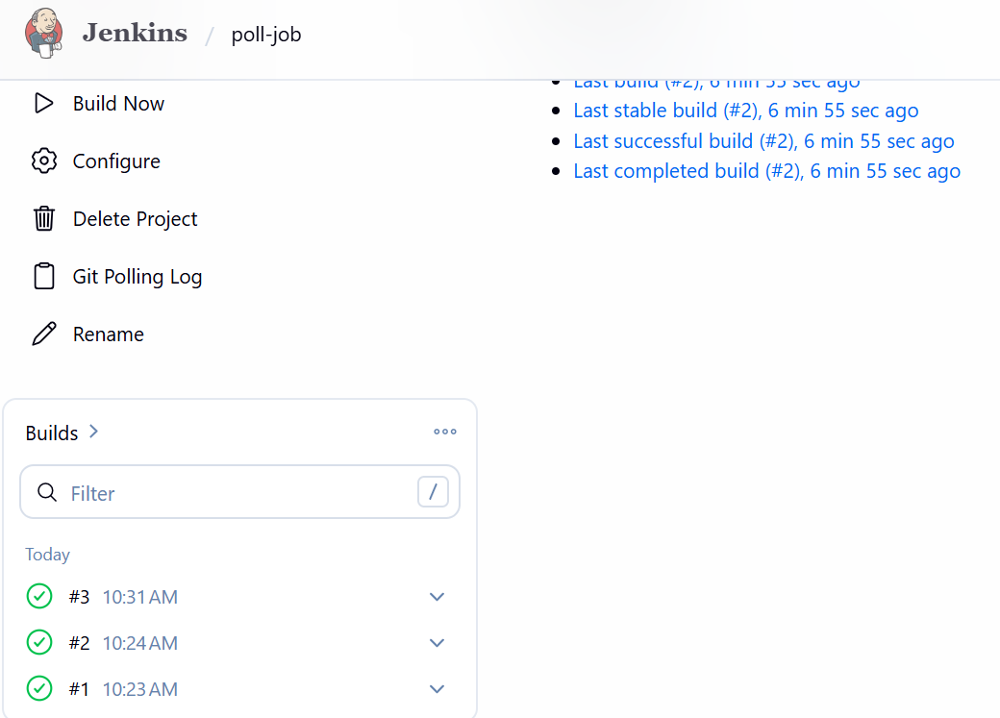 Jenkins / poll-job
Build Now
Configure
Delete Project
Git Polling Log
Rename
Last build (#2), 6 min 55 sec ago
Last stable build (#2), 6 min 55 sec ago
Last successful build (#2), 6 min 55 sec ago
Last completed build (#2), 6 min 55 sec ago
Builds
Filter /
Today
#3 10:31 AM
#2 10:24 AM
#1 10:23 AM